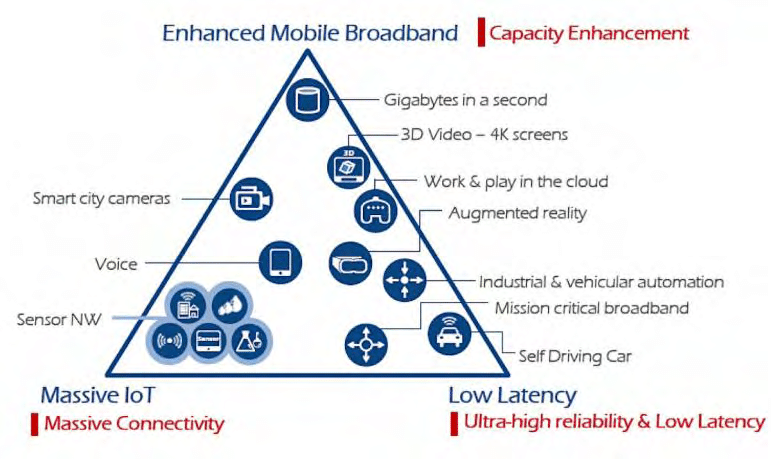 Enhanced Mobile Broadband
Capacity Enhancement
Gigabytes in a second
3D Video – 4K screens
3D
Work & play in the cloud
Smart city cameras
Augmented reality
Voice
Industrial & vehicular automation
Mission critical broadband
Sensor NW
Sensor
Self Driving Car
Massive IoT
Low Latency
Massive Connectivity
Ultra-high reliability & Low Latency